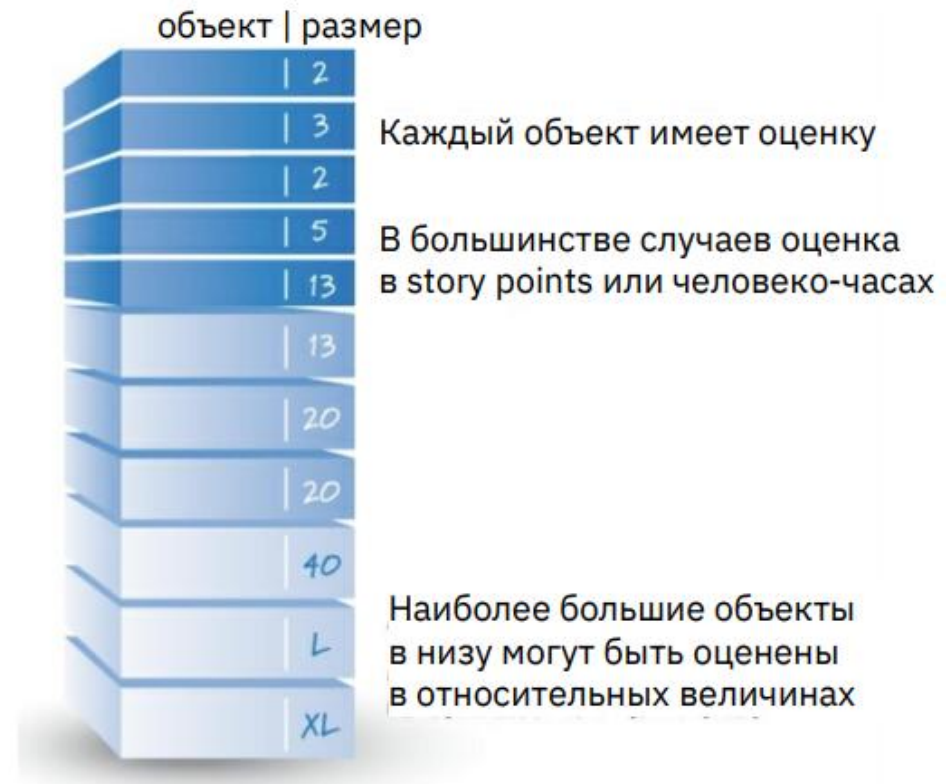 объект | размер
2
3
Каждый объект имеет оценку
2
5
В большинстве случаев оценка
в story points или человеко-часах
13
13
20
20
40
Наиболее большие объекты
в низу могут быть оценены
L
в относительных величинах
XL